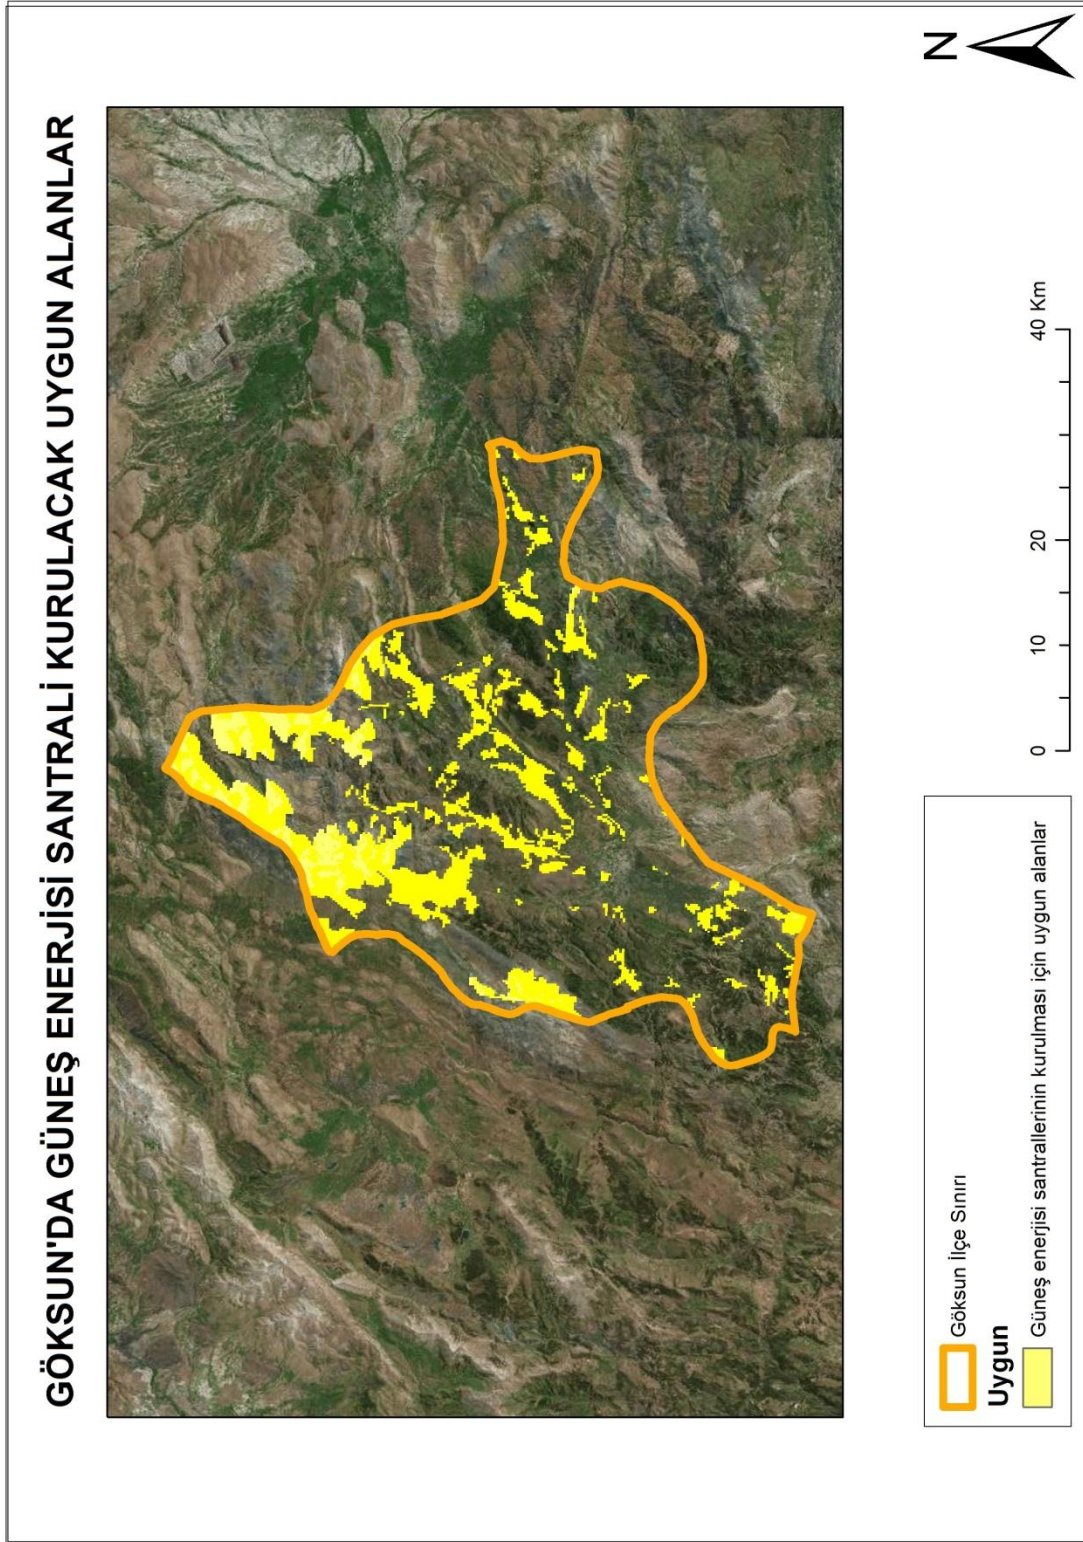 GÖKSUN'DA GÜNEŞ ENERJİSİ SANTRALİ KURULACAK UYGUN ALANLAR
N
Göksun İlçe Sınırı
Uygun
Güneş enerjisi santrallerinin kurulması için uygun alanlar
0 10 20 40 Km